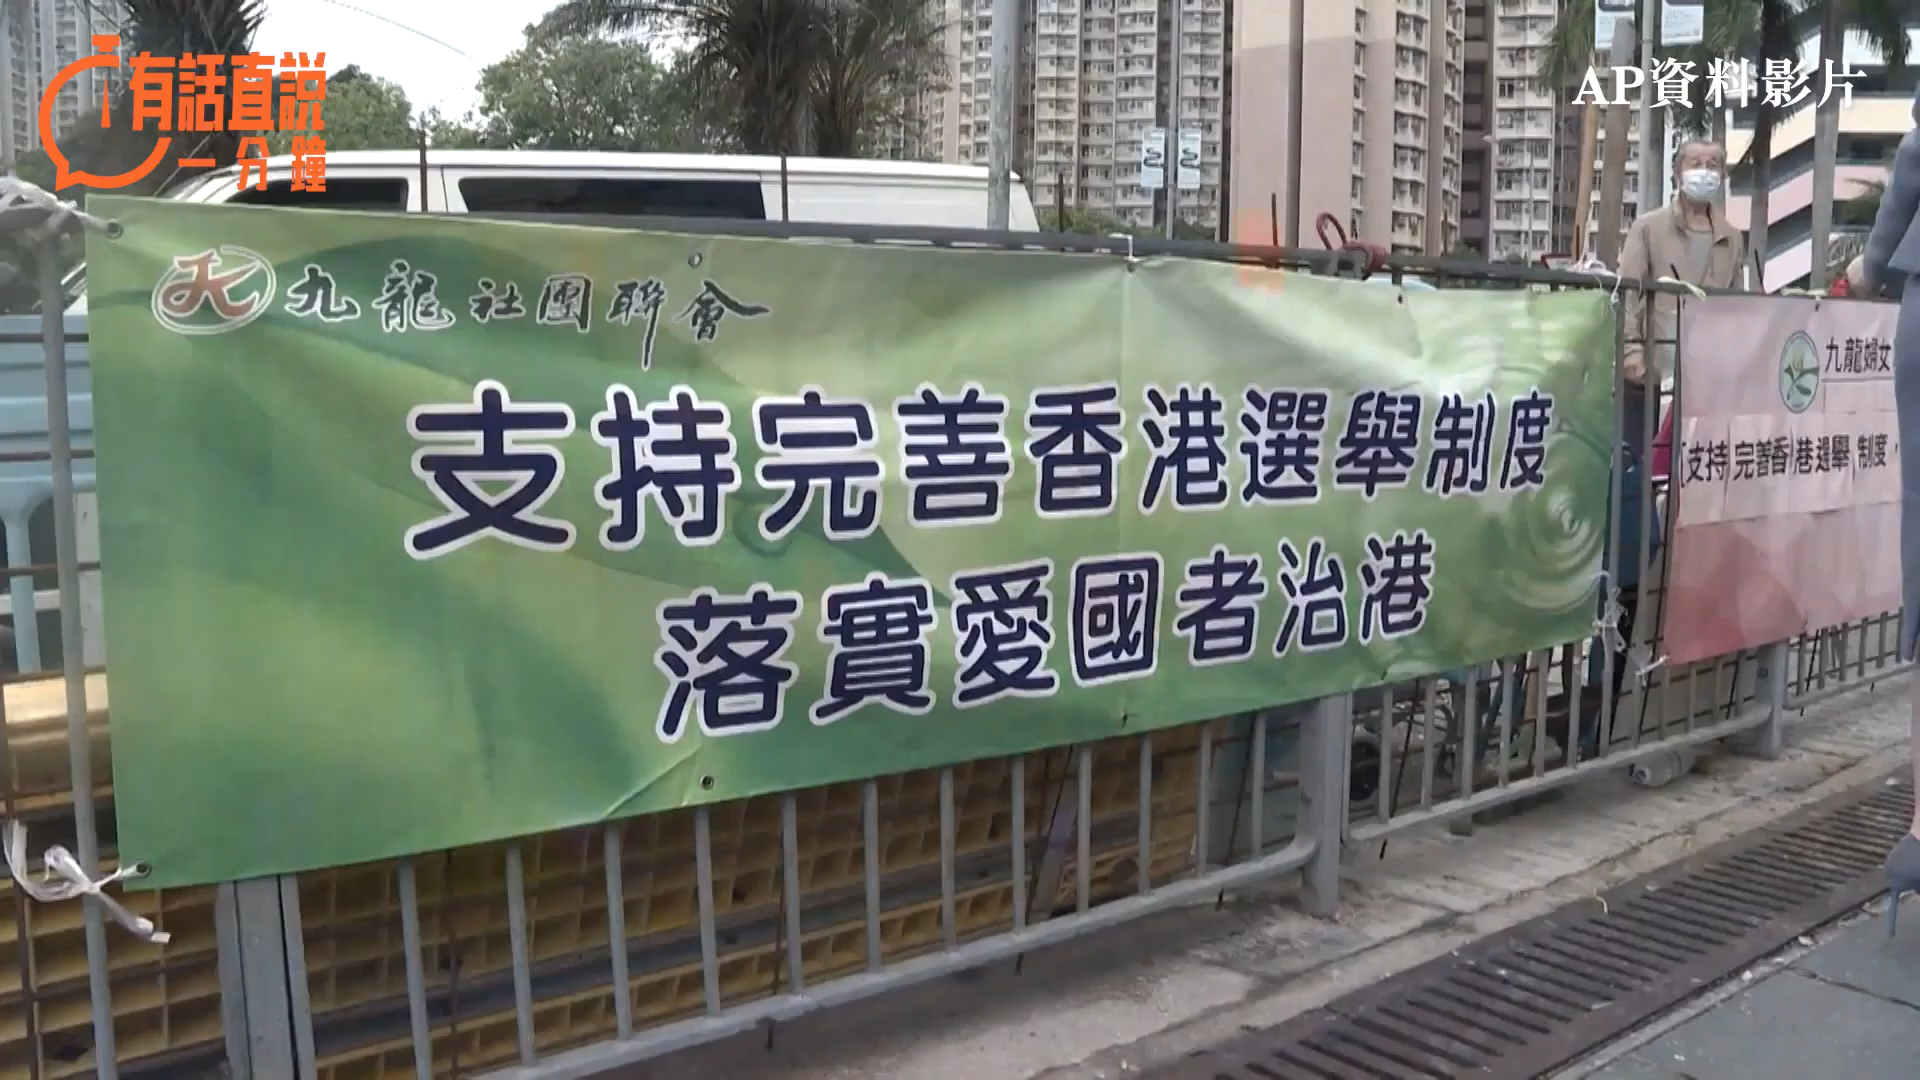 有話直説
一分鐘
AP資料影片
九龍社團聯會
支持完善香港選舉制度
落實愛國者治港
九龍婦女
支持完善香港選舉制度，